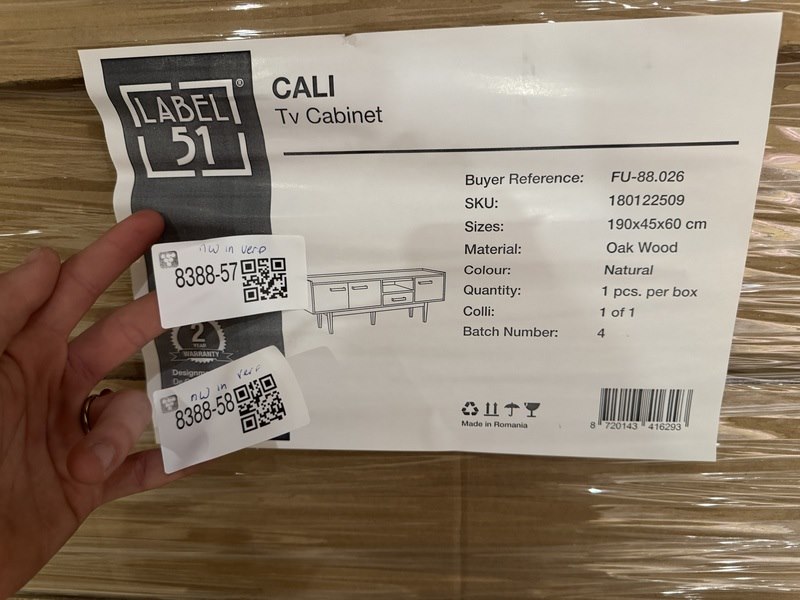 LABEL
51
®
CALI
Tv Cabinet
Buyer Reference: FU-88.026
SKU: 180122509
Sizes: 190x45x60 cm
Material: Oak Wood
Colour: Natural
Quantity: 1 pcs. per box
Colli: 1 of 1
Batch Number: 4
nw in verp
8388-57
2
YEAR
WARRANTY
nw in verp
8388-58
Made in Romania
8 720143 416293